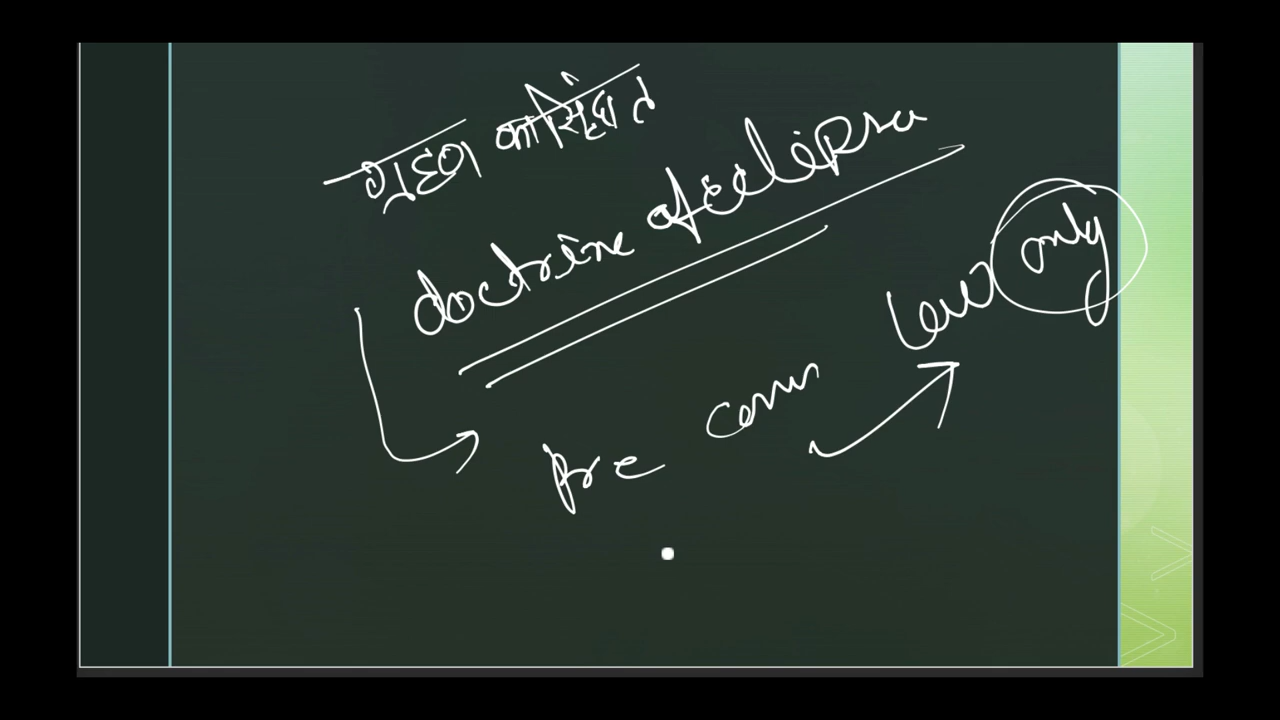 ग्रहण का सिद्धांत
doctrine of eclipse
pre cons law only